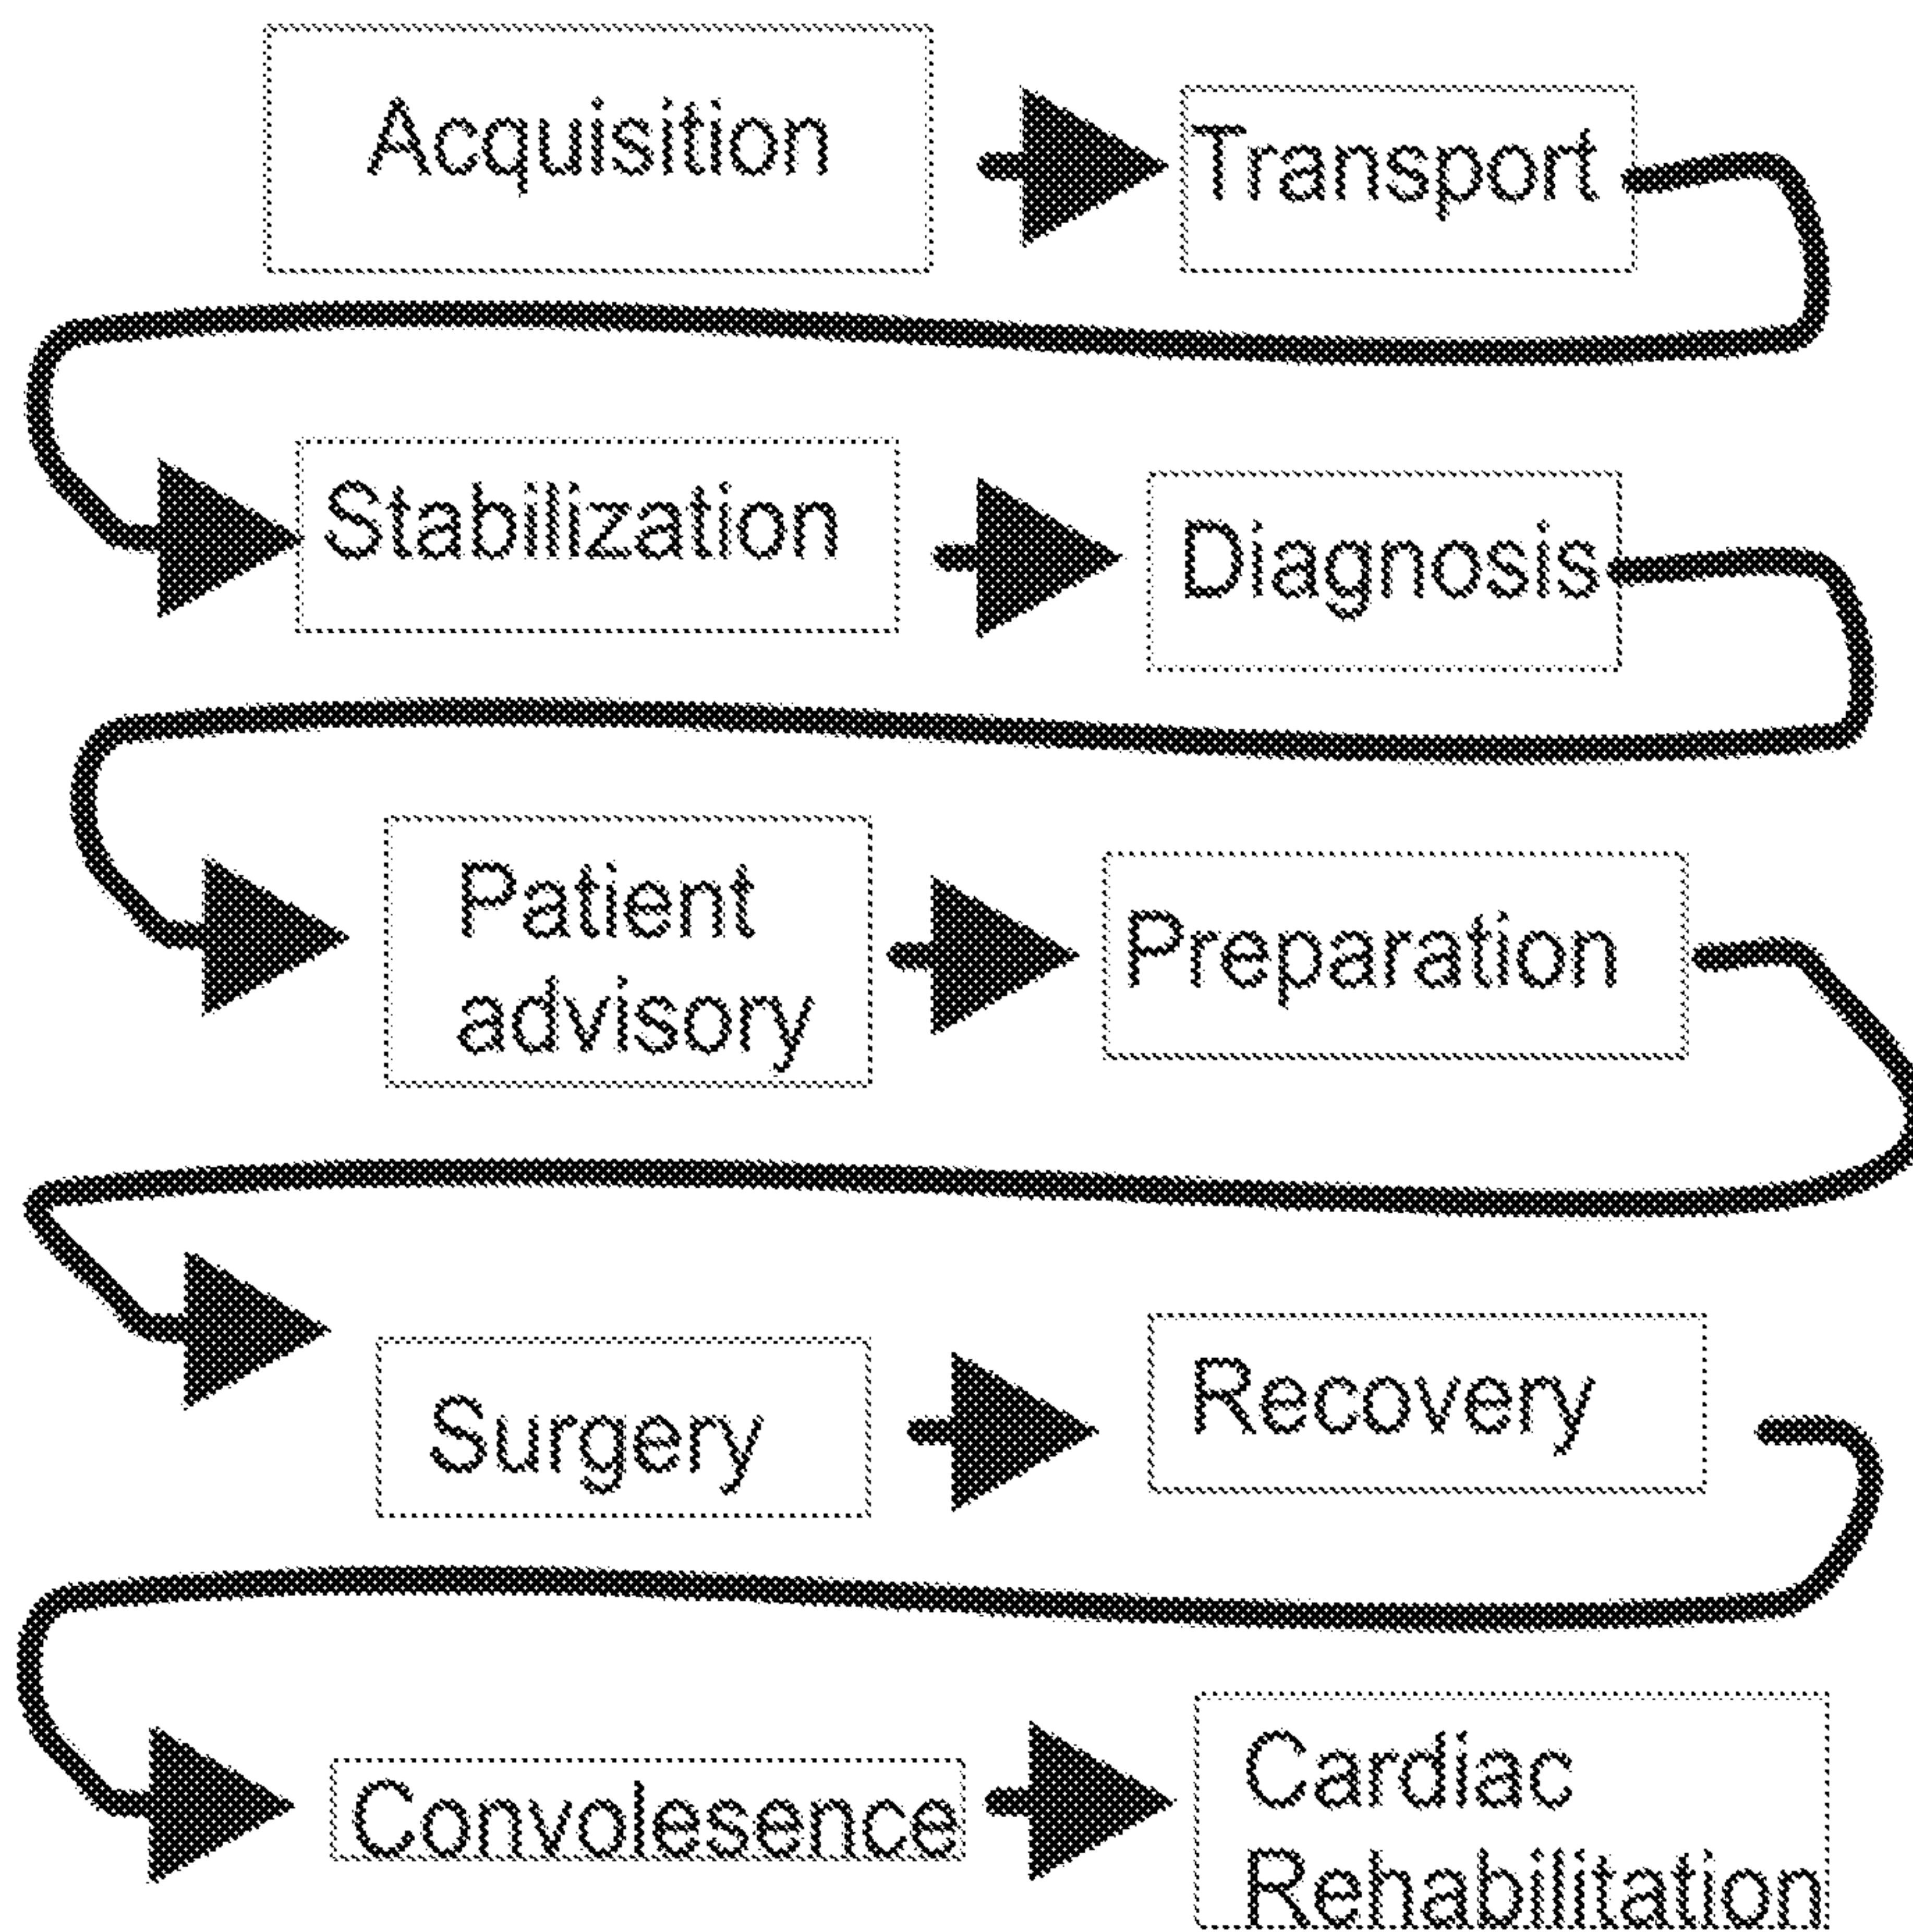 Acquisition
Transport
Stabilization
Diagnosis
Patient
advisory
Preparation
Surgery
Recovery
Convolesence
Cardiac
Rehabilitation